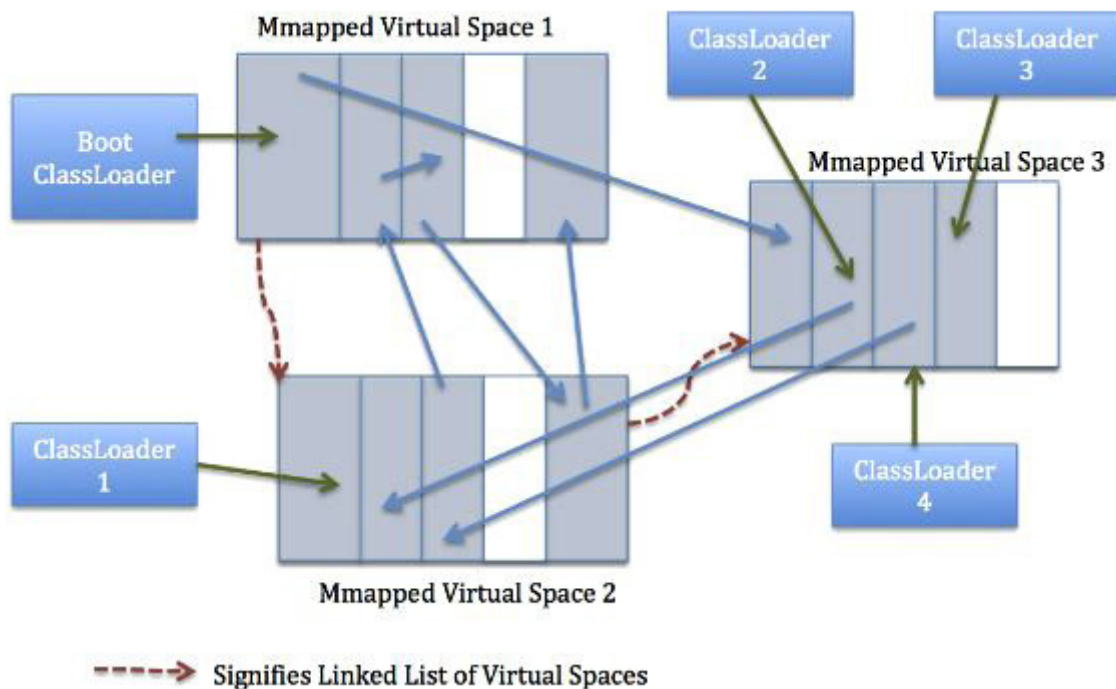 Mmapped Virtual Space 1
ClassLoader
2
ClassLoader
3
Boot
ClassLoader
Mmapped Virtual Space 3
ClassLoader
1
ClassLoader
4
Mmapped Virtual Space 2
Signifies Linked List of Virtual Spaces